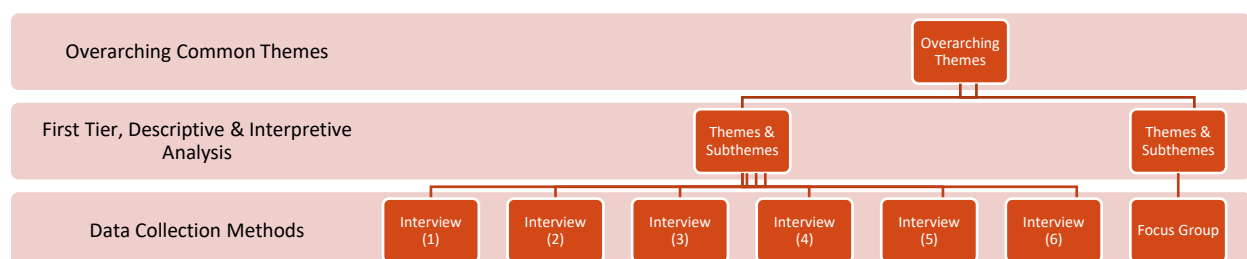 Overarching Common Themes
Overarching
Themes
First Tier, Descriptive & Interpretive
Analysis
Themes &
Subthemes
Themes &
Subthemes
Data Collection Methods
Interview
(1)
Interview
(2)
Interview
(3)
Interview
(4)
Interview
(5)
Interview
(6)
Focus Group